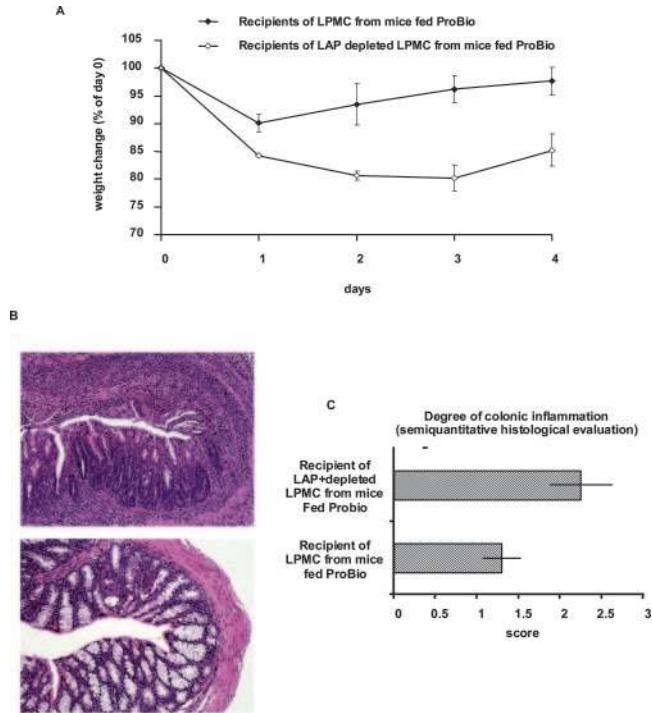 A
Recipients of LPMC from mice fed ProBio
Recipients of LAP depleted LPMC from mice fed ProBio
weight change (% of day 0)
105
100
95
90
85
80
75
70
0 1 2 3 4
days
B
C
Degree of colonic inflammation
(semiquantitative histological evaluation)
Recipient of
LAP+depleted
LPMC from mice
Fed Probio
Recipient of
LPMC from mice
fed ProBio
0 0.5 1 1.5 2 2.5 3
score